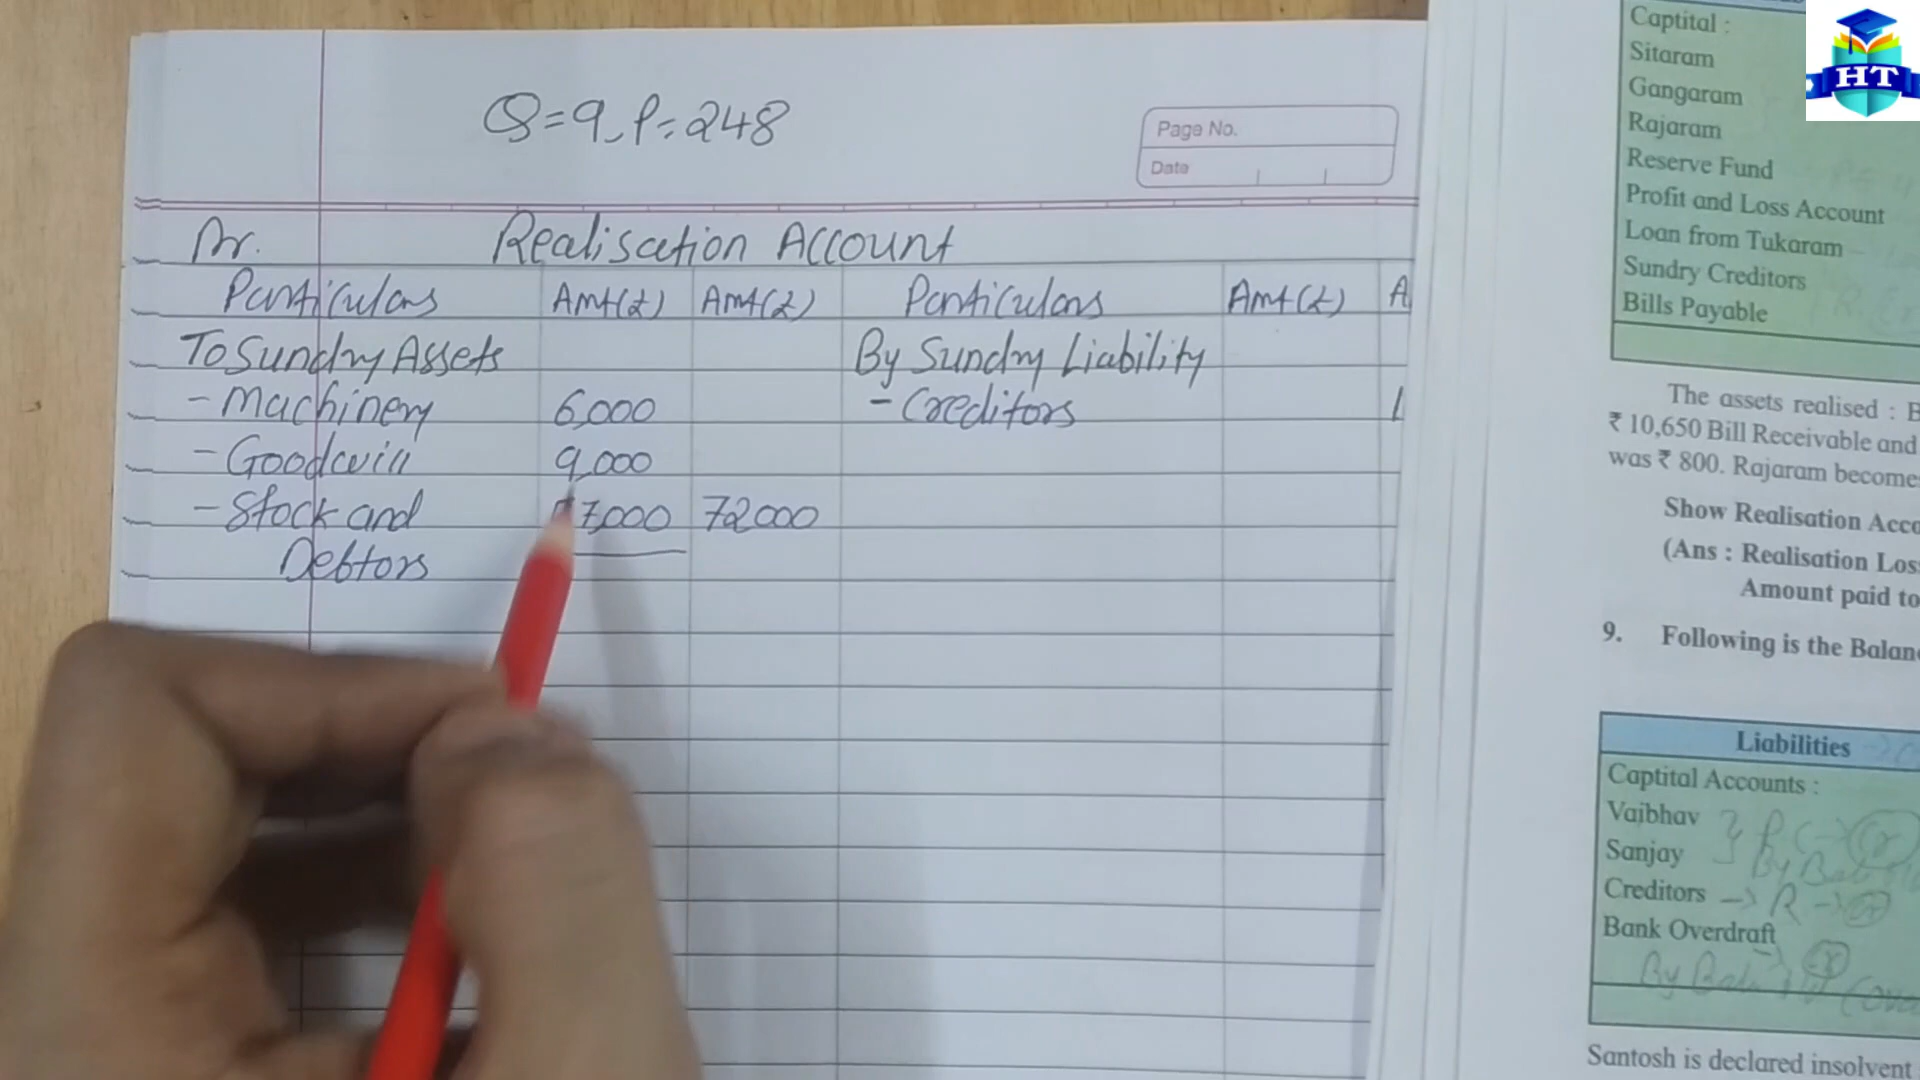 HT
Q=9, P=248
Page No.
Date
Dr. Realisation Account
Particulars Amt(₹) Amt(₹) Particulars Amt(₹) A
To Sundry Assets By Sundry Liability
- Machinery 6,000 - Creditors
- Goodwill 9,000
- Stock and 7,000 72000
Debtors
Captital :
Sitaram
Gangaram
Rajaram
Reserve Fund
Profit and Loss Account
Loan from Tukaram
Sundry Creditors
Bills Payable
The assets realised : B
₹ 10,650 Bill Receivable and
was ₹ 800. Rajaram become
Show Realisation Acco
(Ans : Realisation Los
Amount paid to
9. Following is the Balan
Liabilities
Captital Accounts :
Vaibhav
Sanjay
Creditors → R →
Bank Overdraft
Santosh is declared insolvent